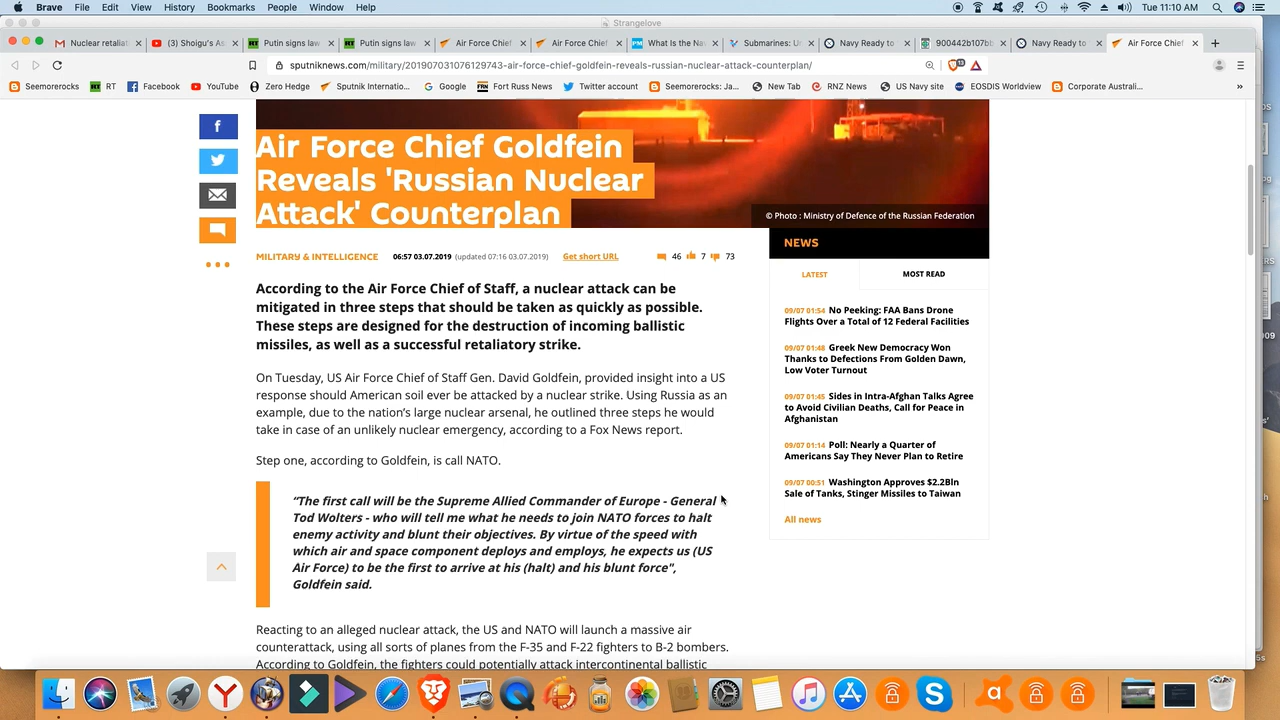 Brave File Edit View History Bookmarks People Window Help Tue 11:10 AM
Strangelove
Nuclear retaliat
(3) Shoigu's As
Putin signs law
Putin signs law
Air Force Chief
Air Force Chief
What Is the Na
Submarines: U
Navy Ready to
900442b107bb
Navy Ready to
Air Force Chief
sputniknews.com/military/201907031076129743-air-force-chief-goldfein-reveals-russian-nuclear-attack-counterplan/
Seemorerocks
RT
Facebook
YouTube
Zero Hedge
Sputnik Internatio...
Google
Fort Russ News
Twitter account
Seemorerocks: Ja...
New Tab
RNZ News
US Navy site
EOSDIS Worldview
Corporate Australi...
Air Force Chief Goldfein
Reveals 'Russian Nuclear
Attack' Counterplan
© Photo : Ministry of Defence of the Russian Federation
MILITARY & INTELLIGENCE 06:57 03.07.2019 (updated 07:16 03.07.2019) Get short URL 46 7 73
According to the Air Force Chief of Staff, a nuclear attack can be
mitigated in three steps that should be taken as quickly as possible.
These steps are designed for the destruction of incoming ballistic
missiles, as well as a successful retaliatory strike.
On Tuesday, US Air Force Chief of Staff Gen. David Goldfein, provided insight into a US
response should American soil ever be attacked by a nuclear strike. Using Russia as an
example, due to the nation's large nuclear arsenal, he outlined three steps he would
take in case of an unlikely nuclear emergency, according to a Fox News report.
Step one, according to Goldfein, is call NATO.
“The first call will be the Supreme Allied Commander of Europe - General
Tod Wolters - who will tell me what he needs to join NATO forces to halt
enemy activity and blunt their objectives. By virtue of the speed with
which air and space component deploys and employs, he expects us (US
Air Force) to be the first to arrive at his (halt) and his blunt force",
Goldfein said.
Reacting to an alleged nuclear attack, the US and NATO will launch a massive air
counterattack, using all sorts of planes from the F-35 and F-22 fighters to B-2 bombers.
According to Goldfein, the fighters could potentially attack intercontinental ballistic
NEWS
LATEST MOST READ
09/07 01:54 No Peeking: FAA Bans Drone
Flights Over a Total of 12 Federal Facilities
09/07 01:48 Greek New Democracy Won
Thanks to Defections From Golden Dawn,
Low Voter Turnout
09/07 01:45 Sides in Intra-Afghan Talks Agree
to Avoid Civilian Deaths, Call for Peace in
Afghanistan
09/07 01:14 Poll: Nearly a Quarter of
Americans Say They Never Plan to Retire
09/07 00:51 Washington Approves $2.2Bln
Sale of Tanks, Stinger Missiles to Taiwan
All news